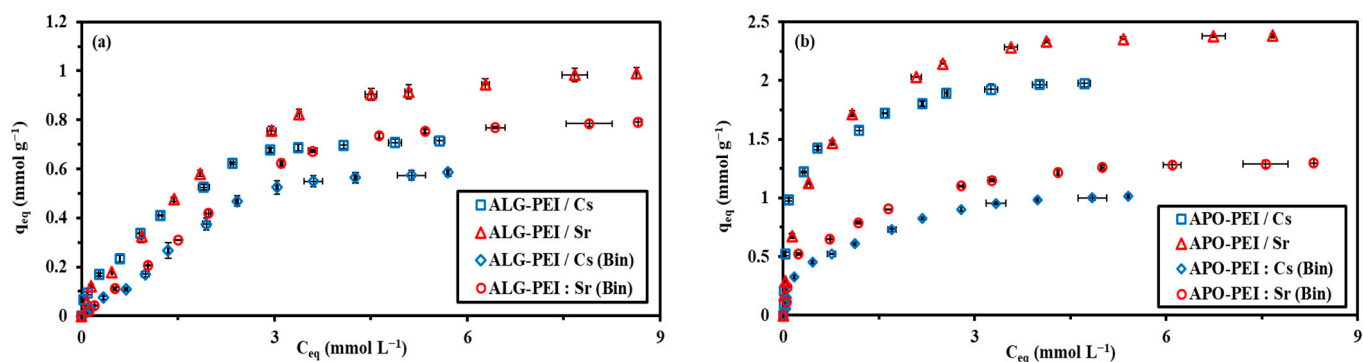 (a)
1.2
1
0.8
0.6
0.4
0.2
0
q_eq (mmol g⁻¹)
0 3 6 9
C_eq (mmol L⁻¹)
ALG-PEI / Cs
ALG-PEI / Sr
ALG-PEI / Cs (Bin)
ALG-PEI : Sr (Bin)
(b)
2.5
2
1.5
1
0.5
0
q_eq (mmol g⁻¹)
0 3 6 9
C_eq (mmol L⁻¹)
APO-PEI / Cs
APO-PEI / Sr
APO-PEI : Cs (Bin)
APO-PEI : Sr (Bin)